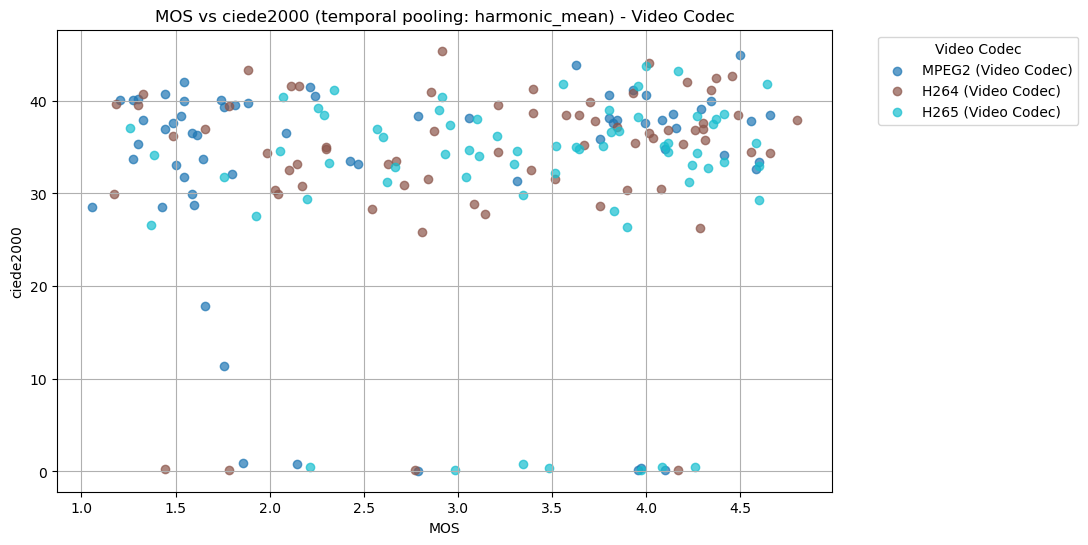 MOS vs ciede2000 (temporal pooling: harmonic_mean) - Video Codec
Video Codec
MPEG2 (Video Codec)
H264 (Video Codec)
H265 (Video Codec)
ciede2000
40
30
20
10
0
1.0 1.5 2.0 2.5 3.0 3.5 4.0 4.5
MOS